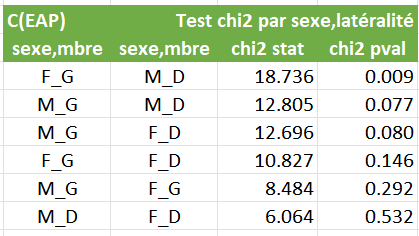 C(EAP) Test chi2 par sexe,latéralité
sexe,mbre sexe,mbre chi2 stat chi2 pval
F_G M_D 18.736 0.009
M_G M_D 12.805 0.077
M_G F_D 12.696 0.080
F_G F_D 10.827 0.146
M_G F_G 8.484 0.292
M_D F_D 6.064 0.532